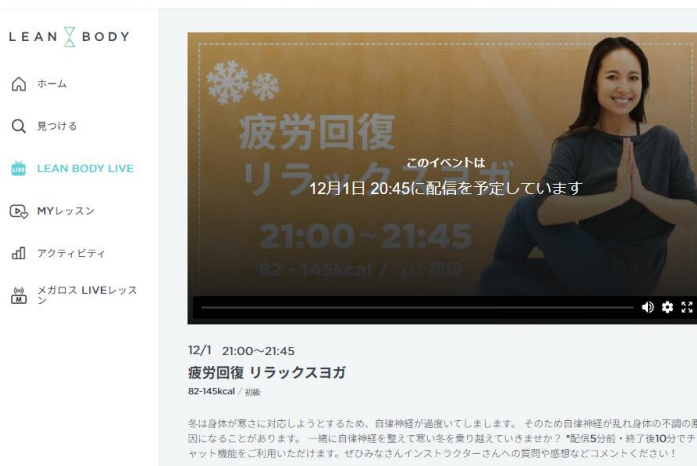 LEAN BODY
ホーム
見つける
LIVE
LEAN BODY LIVE
MYレッスン
アクティビティ
M
メガロス LIVEレッス
ン
疲労回復
リラックスヨガ
このイベントは
12月1日 20:45に配信を予定しています
21:00~21:45
82 - 145kcal / 初級
12/1 21:00～21:45
疲労回復 リラックスヨガ
82-145kcal / 初級
冬は身体が寒さに対応しようとするため、自律神経が過度いてしまします。 そのため自律神経が乱れ身体の不調の原
因になることがあります。 一緒に自律神経を整えて寒い冬を乗り越えていきませか？ *配信5分前・終了後10分でチ
ャット機能をご利用いただけます。ぜひみなさんインストラクターさんへの質問や感想などコメントください！